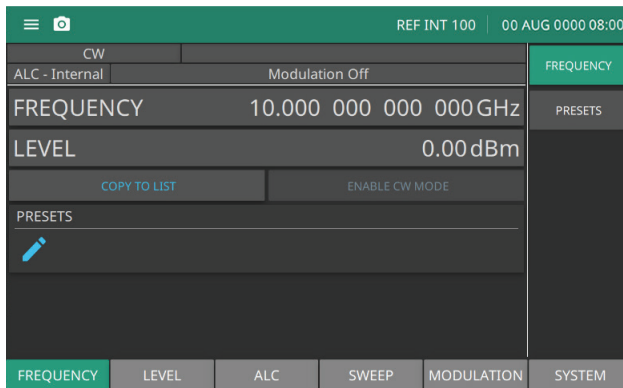 REF INT 100 00 AUG 0000 08:00
CW
ALC - Internal Modulation Off
FREQUENCY 10.000 000 000 000 GHz
LEVEL 0.00 dBm
COPY TO LIST ENABLE CW MODE
PRESETS
FREQUENCY
PRESETS
FREQUENCY LEVEL ALC SWEEP MODULATION SYSTEM